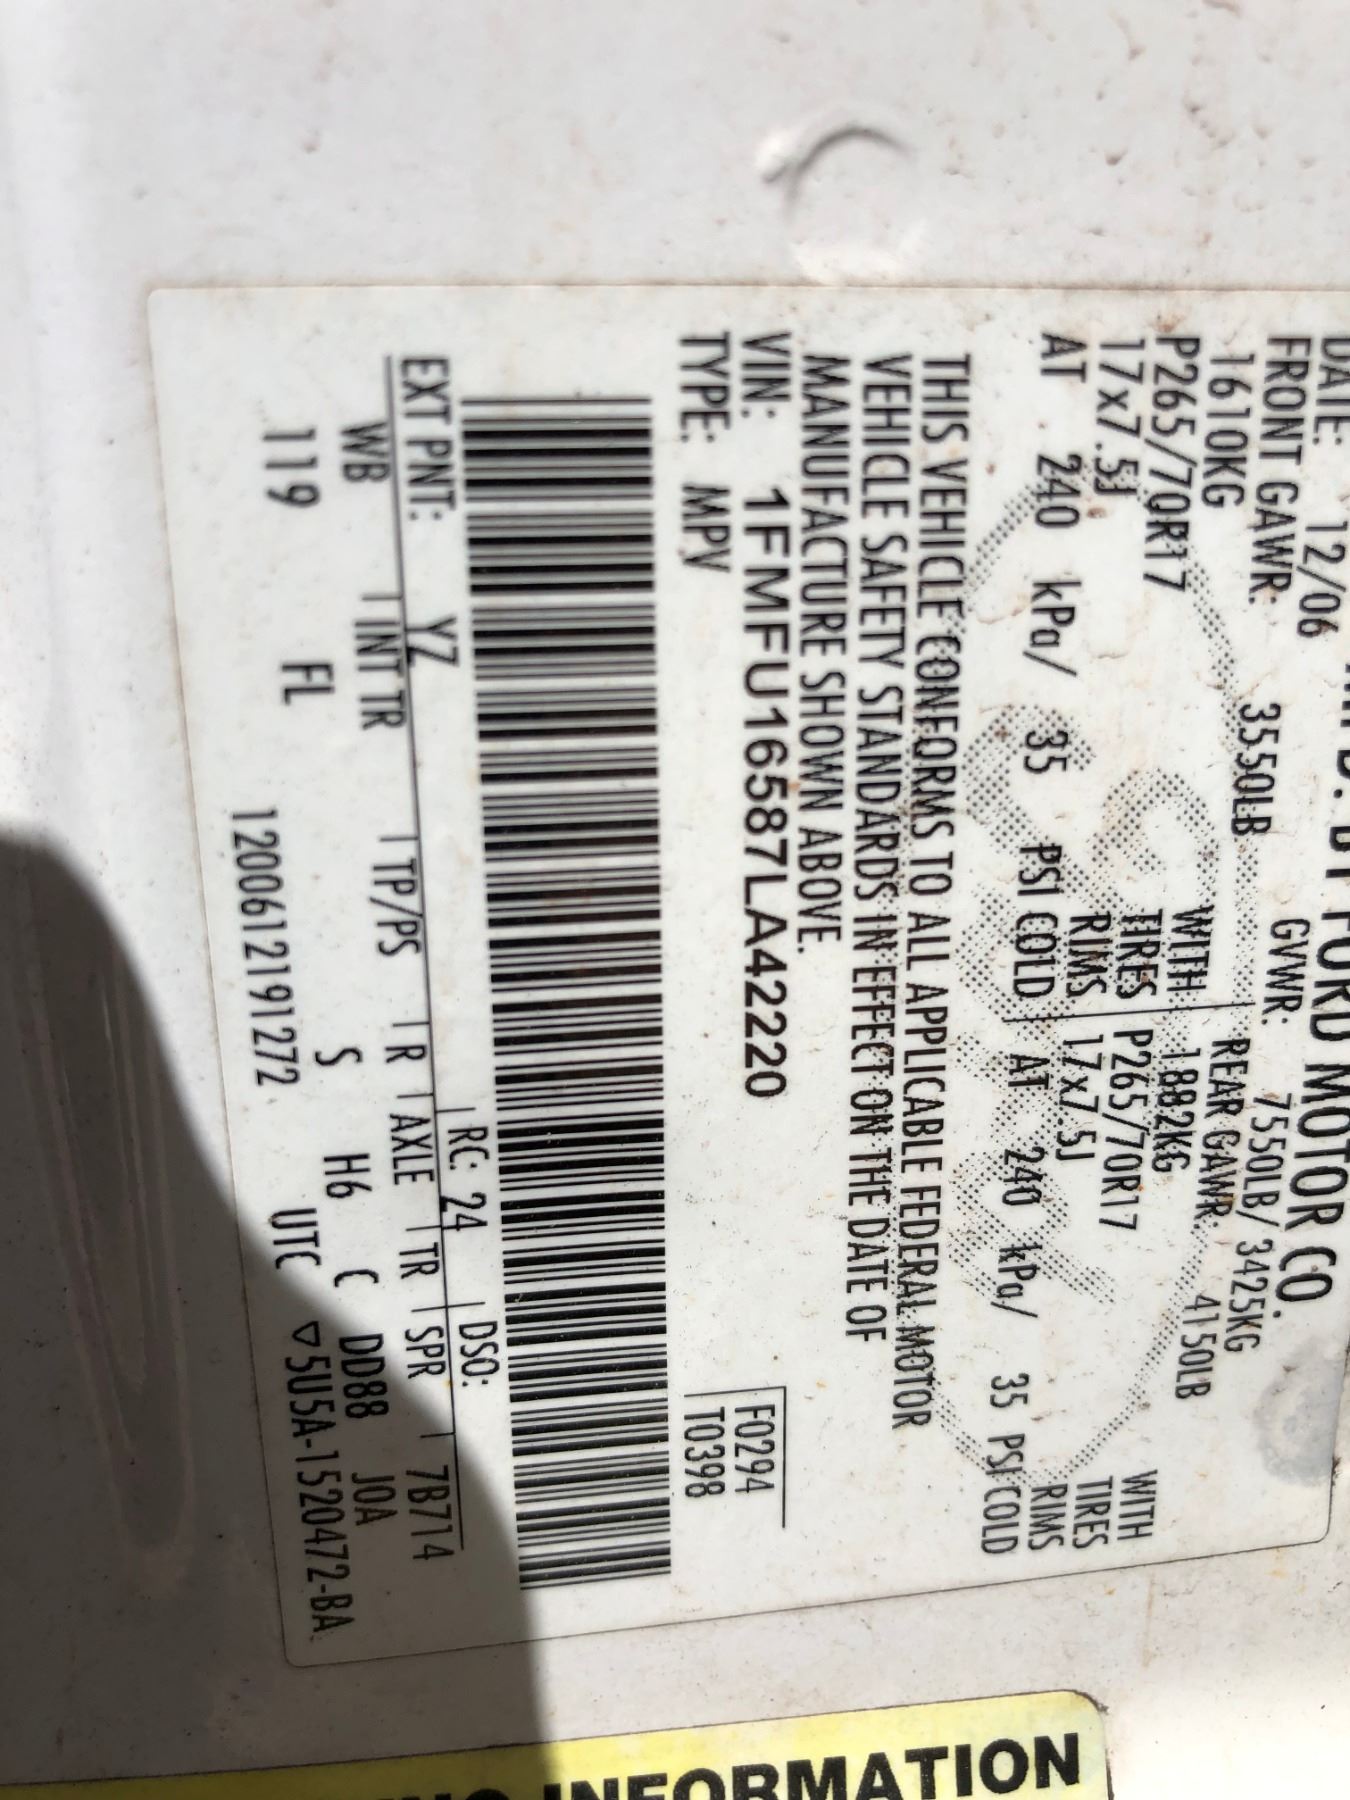 MFD. BY FORD MOTOR CO.
DATE: 12/06 GVWR: 7550LB/ 3425KG
FRONT GAWR: 3550LB REAR GAWR: 4150LB
1610KG WITH 1882KG WITH
P265/70R17 TIRES P265/70R17 TIRES
17x7.5J RIMS 17x7.5J RIMS
AT 240 kPa/ 35 PSI COLD AT 240 kPa/ 35 PSI COLD
THIS VEHICLE CONFORMS TO ALL APPLICABLE FEDERAL MOTOR
VEHICLE SAFETY STANDARDS IN EFFECT ON THE DATE OF
MANUFACTURE SHOWN ABOVE.
VIN: 1FMFU16587LA42220 F0294
TYPE: MPV T0398
EXT PNT: YZ RC: 24 DSO:
WB INT TR TP/PS R AXLE TR SPR 7B714
119 FL S H6 C DD88 JOA
1200612191272 UTC ▽5U5A-1520472-BA
INFORMATION